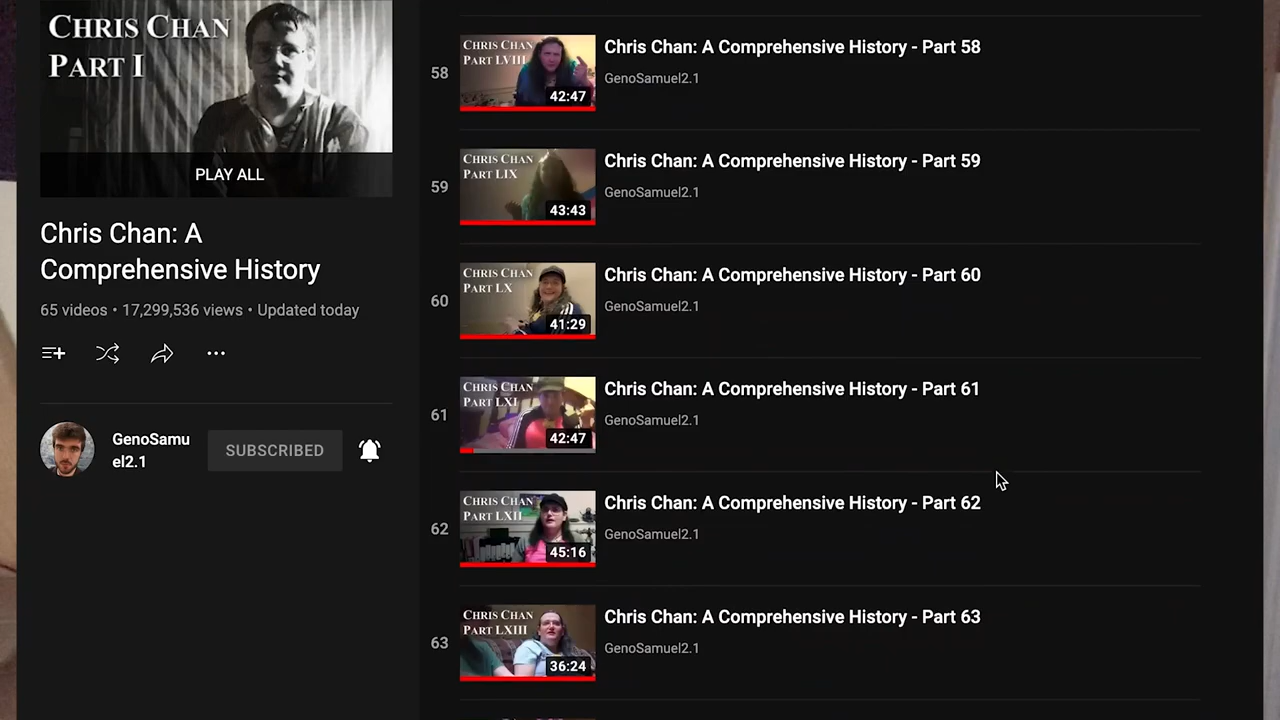 CHRIS CHAN
PART I
PLAY ALL
Chris Chan: A
Comprehensive History
65 videos • 17,299,536 views • Updated today
GenoSamu
el2.1
SUBSCRIBED
58
CHRIS CHAN
PART LVIII
42:47
Chris Chan: A Comprehensive History - Part 58
GenoSamuel2.1
59
CHRIS CHAN
PART LIX
43:43
Chris Chan: A Comprehensive History - Part 59
GenoSamuel2.1
60
CHRIS CHAN
PART LX
41:29
Chris Chan: A Comprehensive History - Part 60
GenoSamuel2.1
61
CHRIS CHAN
PART LXI
42:47
Chris Chan: A Comprehensive History - Part 61
GenoSamuel2.1
62
CHRIS CHAN
PART LXII
45:16
Chris Chan: A Comprehensive History - Part 62
GenoSamuel2.1
63
CHRIS CHAN
PART LXIII
36:24
Chris Chan: A Comprehensive History - Part 63
GenoSamuel2.1